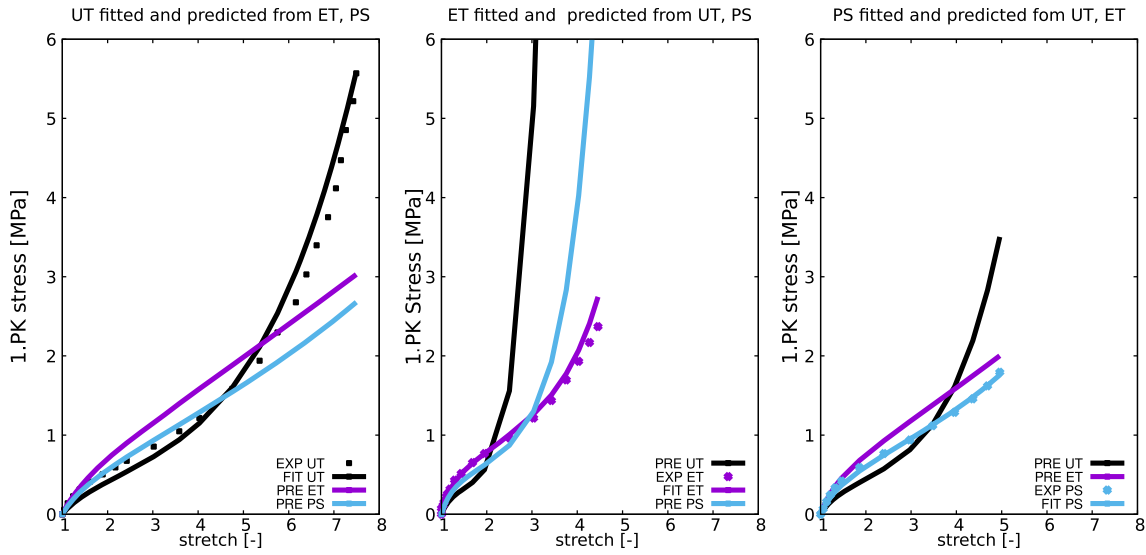 UT fitted and predicted from ET, PS
1.PK stress [MPa]
6
5
4
3
2
1
0
EXP UT
FIT UT
PRE ET
PRE PS
1 2 3 4 5 6 7 8
stretch [-]
ET fitted and  predicted from UT, PS
1.PK Stress [MPa]
6
5
4
3
2
1
0
PRE UT
EXP ET
FIT ET
PRE PS
1 2 3 4 5 6 7 8
stretch [-]
PS fitted and predicted fom UT, ET
1.PK stress [MPa]
6
5
4
3
2
1
0
PRE UT
PRE ET
EXP PS
FIT PS
1 2 3 4 5 6 7 8
stretch [-]